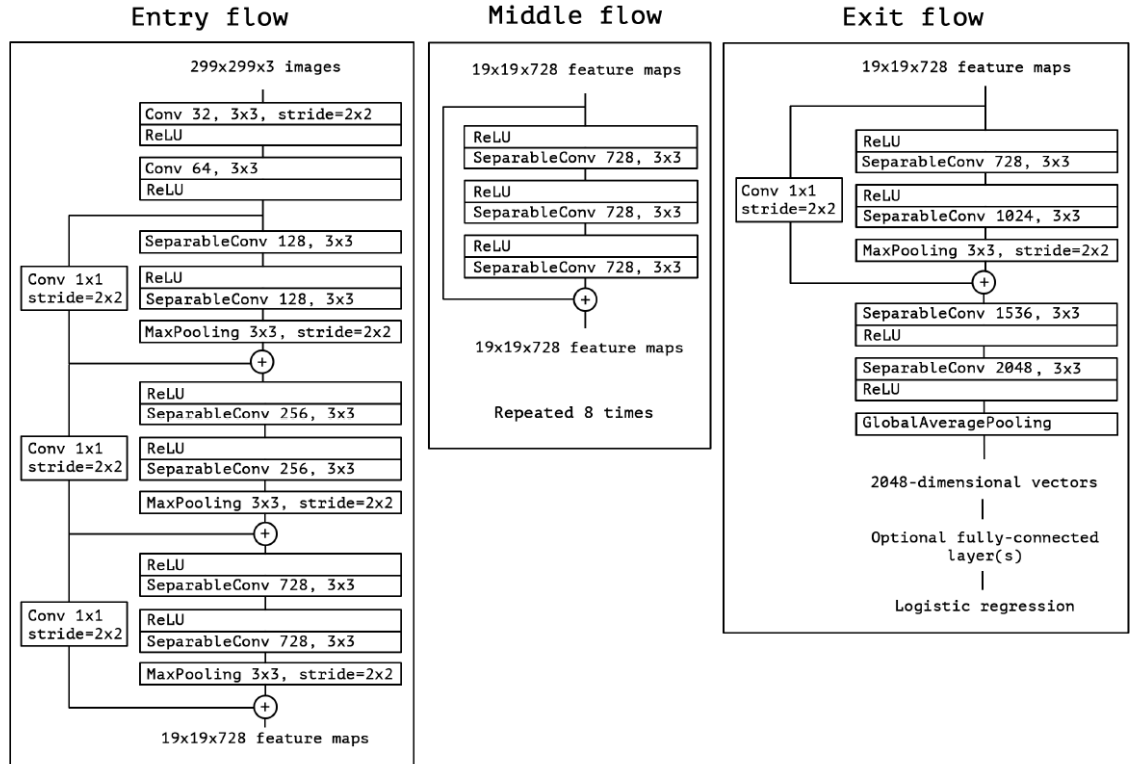 Entry flow
299x299x3 images
Conv 32, 3x3, stride=2x2
ReLU
Conv 64, 3x3
ReLU
SeparableConv 128, 3x3
Conv 1x1
stride=2x2
ReLU
SeparableConv 128, 3x3
MaxPooling 3x3, stride=2x2
+
ReLU
SeparableConv 256, 3x3
Conv 1x1
stride=2x2
ReLU
SeparableConv 256, 3x3
MaxPooling 3x3, stride=2x2
+
ReLU
SeparableConv 728, 3x3
Conv 1x1
stride=2x2
ReLU
SeparableConv 728, 3x3
MaxPooling 3x3, stride=2x2
+
19x19x728 feature maps
Middle flow
19x19x728 feature maps
ReLU
SeparableConv 728, 3x3
ReLU
SeparableConv 728, 3x3
ReLU
SeparableConv 728, 3x3
+
19x19x728 feature maps
Repeated 8 times
Exit flow
19x19x728 feature maps
ReLU
SeparableConv 728, 3x3
Conv 1x1
stride=2x2
ReLU
SeparableConv 1024, 3x3
MaxPooling 3x3, stride=2x2
+
SeparableConv 1536, 3x3
ReLU
SeparableConv 2048, 3x3
ReLU
GlobalAveragePooling
2048-dimensional vectors
Optional fully-connected
layer(s)
Logistic regression